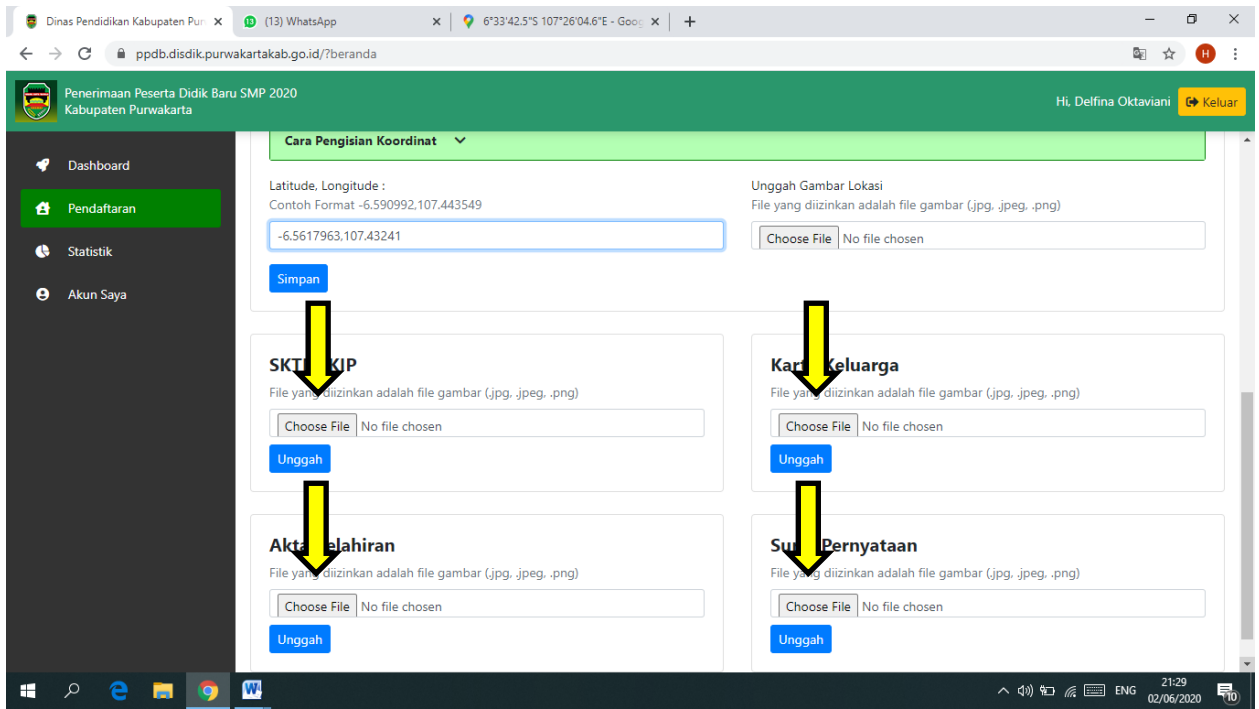 Dinas Pendidikan Kabupaten Pur
(13) WhatsApp
6°33'42.5"S 107°26'04.6"E - Goog
ppdb.disdik.purwakartakab.go.id/?beranda
H
Penerimaan Peserta Didik Baru SMP 2020
Kabupaten Purwakarta
Hi, Delfina Oktaviani
Keluar
Dashboard
Pendaftaran
Statistik
Akun Saya
Cara Pengisian Koordinat
Latitude, Longitude :
Contoh Format -6.590992,107.443549
-6.5617963,107.43241
Simpan
Unggah Gambar Lokasi
File yang diizinkan adalah file gambar (.jpg, .jpeg, .png)
Choose File No file chosen
KIP
File yang diizinkan adalah file gambar (.jpg, .jpeg, .png)
Choose File No file chosen
Unggah
Kartu Keluarga
File yang diizinkan adalah file gambar (.jpg, .jpeg, .png)
Choose File No file chosen
Unggah
Akta Kelahiran
File yang diizinkan adalah file gambar (.jpg, .jpeg, .png)
Choose File No file chosen
Unggah
Surat Pernyataan
File yang diizinkan adalah file gambar (.jpg, .jpeg, .png)
Choose File No file chosen
Unggah
ENG
21:29
02/06/2020
10